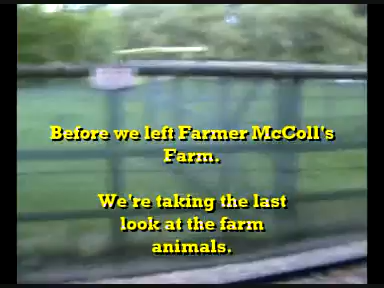 Before we left Farmer McColl's
Farm.
We're taking the last
look at the farm
animals.